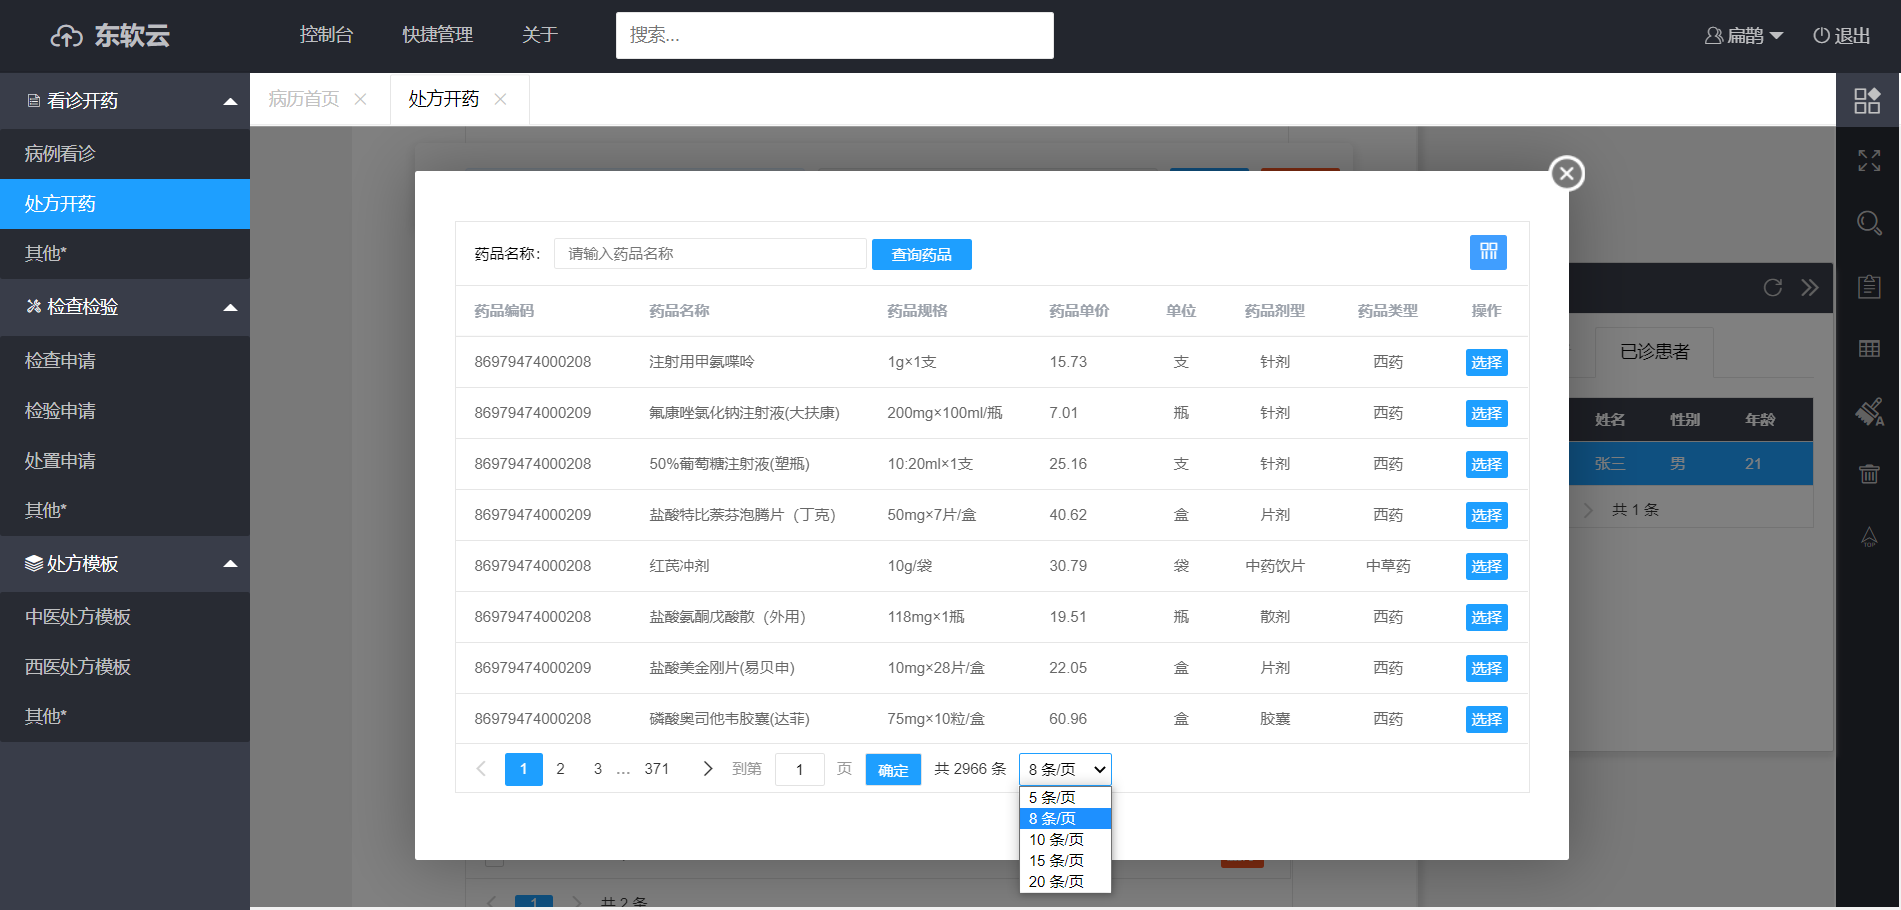 东软云 控制台 快捷管理 关于 搜索... 扁鹊 退出
看诊开药
病例看诊
处方开药
其他*
检查检验
检查申请
检验申请
处置申请
其他*
处方模板
中医处方模板
西医处方模板
其他*
病历首页 处方开药
药品名称： 请输入药品名称 查询药品
药品编码 药品名称 药品规格 药品单价 单位 药品剂型 药品类型 操作
86979474000208 注射用甲氨喋呤 1g×1支 15.73 支 针剂 西药 选择
86979474000209 氟康唑氯化钠注射液(大扶康) 200mg×100ml/瓶 7.01 瓶 针剂 西药 选择
86979474000208 50%葡萄糖注射液(塑瓶) 10:20ml×1支 25.16 支 针剂 西药 选择
86979474000209 盐酸特比萘芬泡腾片（丁克） 50mg×7片/盒 40.62 盒 片剂 西药 选择
86979474000208 红芪冲剂 10g/袋 30.79 袋 中药饮片 中草药 选择
86979474000208 盐酸氨酮戊酸散（外用） 118mg×1瓶 19.51 瓶 散剂 西药 选择
86979474000209 盐酸美金刚片(易贝申) 10mg×28片/盒 22.05 盒 片剂 西药 选择
86979474000208 磷酸奥司他韦胶囊(达菲) 75mg×10粒/盒 60.96 盒 胶囊 西药 选择
1 2 3 ... 371 到第 1 页 确定 共 2966 条 8 条/页
5 条/页
8 条/页
10 条/页
15 条/页
20 条/页
1 共 2 条
已诊患者
姓名 性别 年龄
张三 男 21
共 1 条
A
TOP